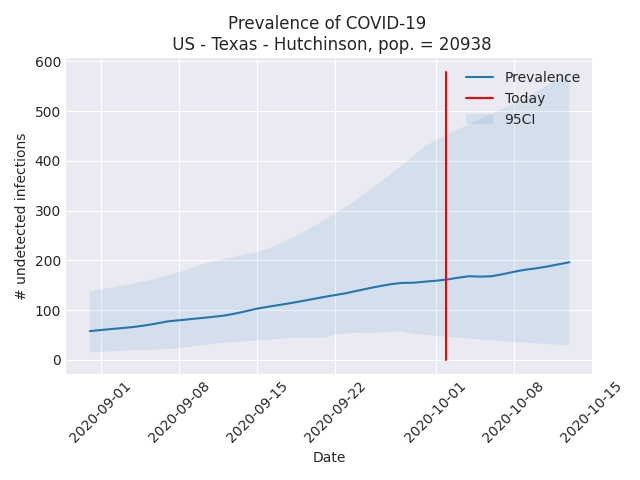 Prevalence of COVID-19
US - Texas - Hutchinson, pop. = 20938
Prevalence
Today
95CI
# undetected infections
600
500
400
300
200
100
0
2020-09-01
2020-09-08
2020-09-15
2020-09-22
2020-10-01
2020-10-08
2020-10-15
Date